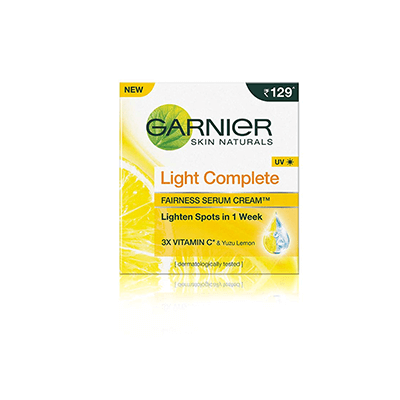 NEW
₹129*
GARNIER
SKIN NATURALS
UV
Light Complete
FAIRNESS SERUM CREAM™
Lighten Spots in 1 Week
3X VITAMIN C* & Yuzu Lemon
[ dermatologically tested ]